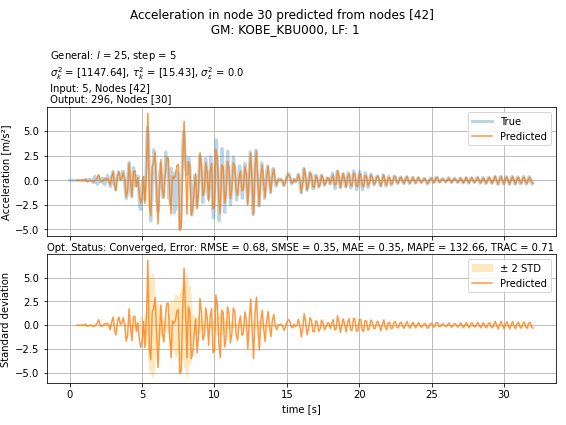 Acceleration in node 30 predicted from nodes [42]
GM: KOBE_KBU000, LF: 1
General: l = 25, step = 5
σ²ₖ = [1147.64], τ²ₖ = [15.43], σ²ε = 0.0
Input: 5, Nodes [42]
Output: 296, Nodes [30]
Acceleration [m/s²]
5.0
2.5
0.0
−2.5
−5.0
True
Predicted
Opt. Status: Converged, Error: RMSE = 0.68, SMSE = 0.35, MAE = 0.35, MAPE = 132.66, TRAC = 0.71
Standard deviation
5.0
2.5
0.0
−2.5
−5.0
± 2 STD
Predicted
0 5 10 15 20 25 30
time [s]